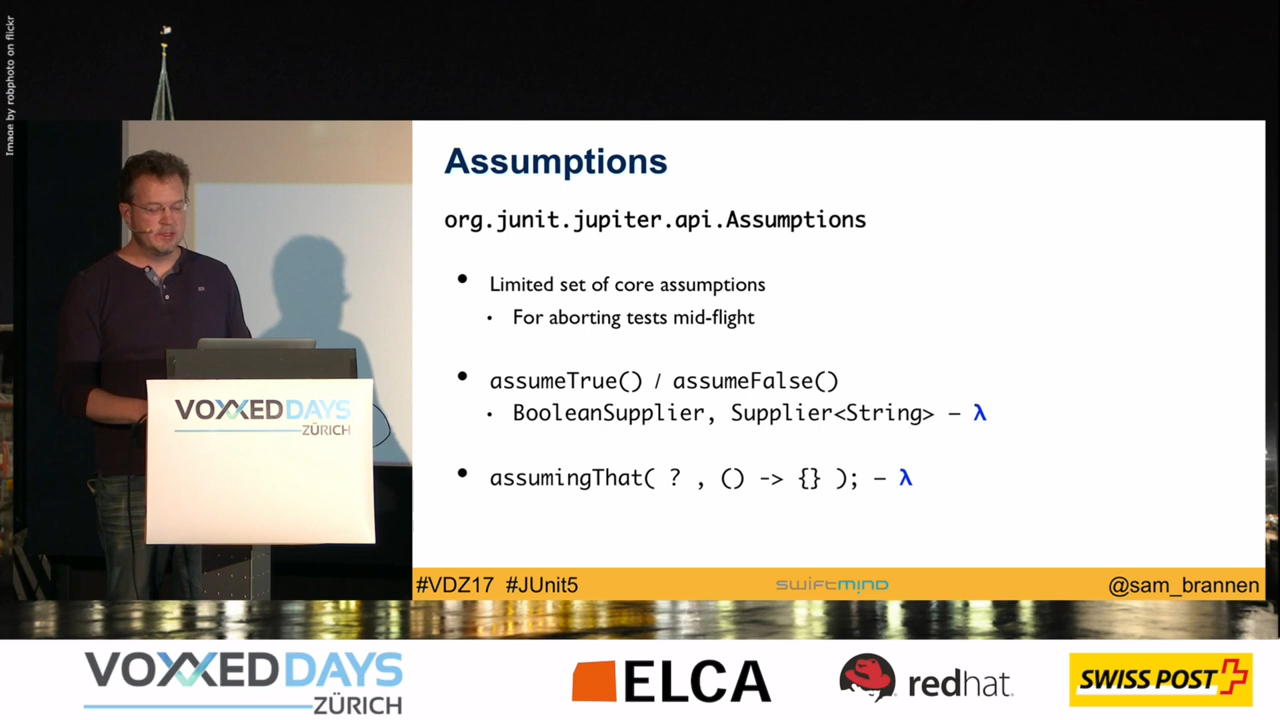 Image by robphoto on flickr
Assumptions
org.junit.jupiter.api.Assumptions
• Limited set of core assumptions
• For aborting tests mid-flight
• assumeTrue() / assumeFalse()
• BooleanSupplier, Supplier<String> – λ
• assumingThat( ? , () -> {} ); – λ
VOXXED DAYS
ZÜRICH
#VDZ17 #JUnit5
swiftmind
@sam_brannen
VOXXED DAYS
ZÜRICH
ELCA
redhat.
SWISS POST